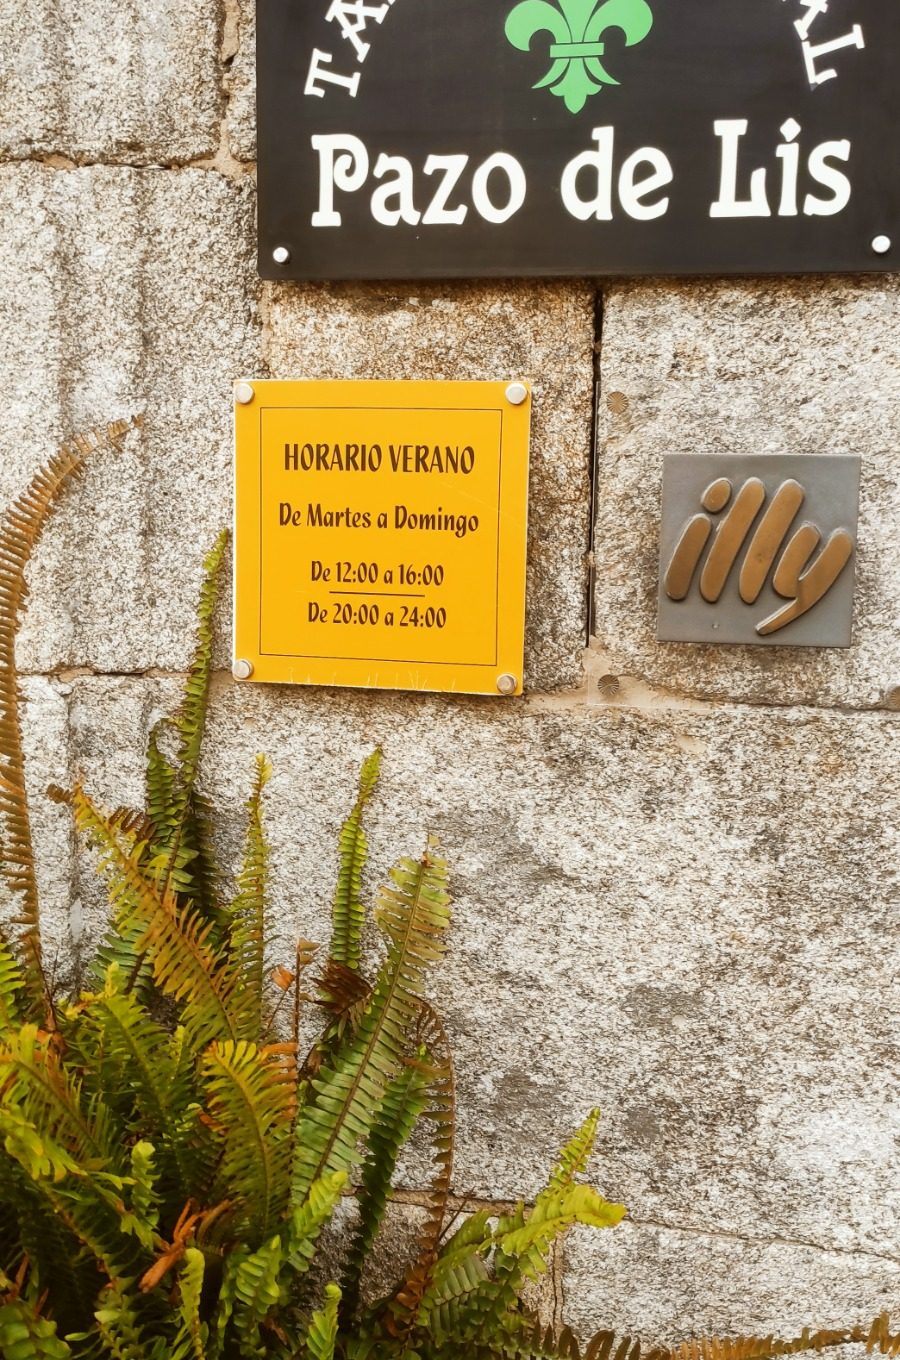 Pazo de Lis
HORARIO VERANO
De Martes a Domingo
De 12:00 a 16:00
De 20:00 a 24:00
illy